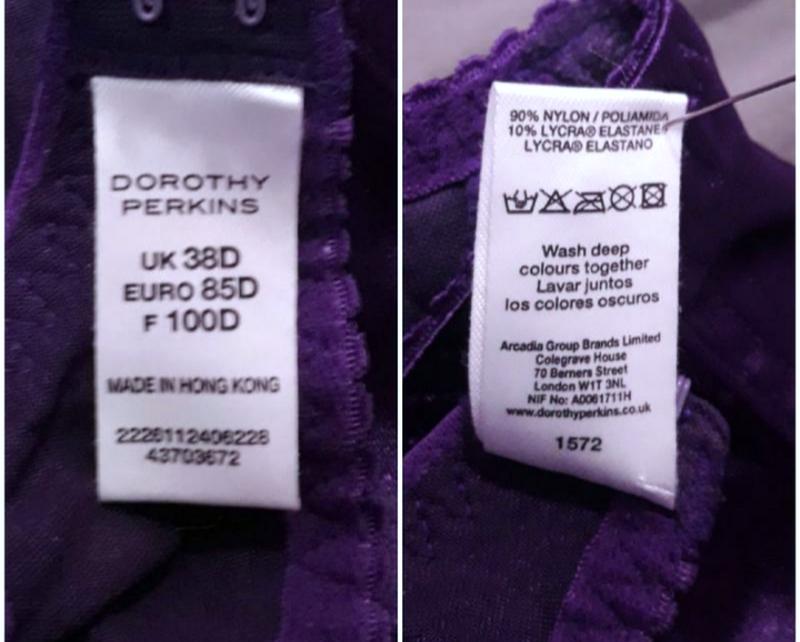 DOROTHY
PERKINS
UK 38D
EURO 85D
F 100D
MADE IN HONG KONG
2226112406228
43703672
90% NYLON / POLIAMIDA
10% LYCRA® ELASTANE
LYCRA® ELASTANO
Wash deep
colours together
Lavar juntos
los colores oscuros
Arcadia Group Brands Limited
Colegrave House
70 Berners Street
London W1T 3NL
NIF No: A0061711H
www.dorothyperkins.co.uk
1572